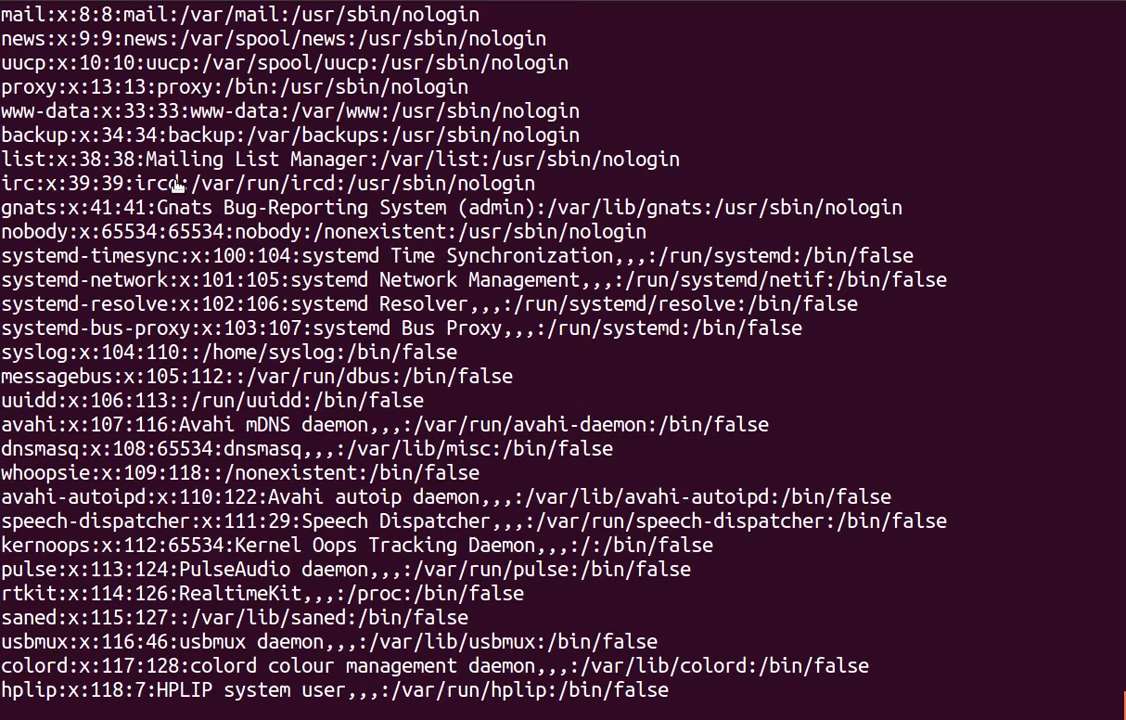 mail:x:8:8:mail:/var/mail:/usr/sbin/nologin
news:x:9:9:news:/var/spool/news:/usr/sbin/nologin
uucp:x:10:10:uucp:/var/spool/uucp:/usr/sbin/nologin
proxy:x:13:13:proxy:/bin:/usr/sbin/nologin
www-data:x:33:33:www-data:/var/www:/usr/sbin/nologin
backup:x:34:34:backup:/var/backups:/usr/sbin/nologin
list:x:38:38:Mailing List Manager:/var/list:/usr/sbin/nologin
irc:x:39:39:ircd:/var/run/ircd:/usr/sbin/nologin
gnats:x:41:41:Gnats Bug-Reporting System (admin):/var/lib/gnats:/usr/sbin/nologin
nobody:x:65534:65534:nobody:/nonexistent:/usr/sbin/nologin
systemd-timesync:x:100:104:systemd Time Synchronization,,,:/run/systemd:/bin/false
systemd-network:x:101:105:systemd Network Management,,,:/run/systemd/netif:/bin/false
systemd-resolve:x:102:106:systemd Resolver,,,:/run/systemd/resolve:/bin/false
systemd-bus-proxy:x:103:107:systemd Bus Proxy,,,:/run/systemd:/bin/false
syslog:x:104:110::/home/syslog:/bin/false
messagebus:x:105:112::/var/run/dbus:/bin/false
uuidd:x:106:113::/run/uuidd:/bin/false
avahi:x:107:116:Avahi mDNS daemon,,,:/var/run/avahi-daemon:/bin/false
dnsmasq:x:108:65534:dnsmasq,,,:/var/lib/misc:/bin/false
whoopsie:x:109:118::/nonexistent:/bin/false
avahi-autoipd:x:110:122:Avahi autoip daemon,,,:/var/lib/avahi-autoipd:/bin/false
speech-dispatcher:x:111:29:Speech Dispatcher,,,:/var/run/speech-dispatcher:/bin/false
kernoops:x:112:65534:Kernel Oops Tracking Daemon,,,:/:/bin/false
pulse:x:113:124:PulseAudio daemon,,,:/var/run/pulse:/bin/false
rtkit:x:114:126:RealtimeKit,,,:/proc:/bin/false
saned:x:115:127::/var/lib/saned:/bin/false
usbmux:x:116:46:usbmux daemon,,,:/var/lib/usbmux:/bin/false
colord:x:117:128:colord colour management daemon,,,:/var/lib/colord:/bin/false
hplip:x:118:7:HPLIP system user,,,:/var/run/hplip:/bin/false